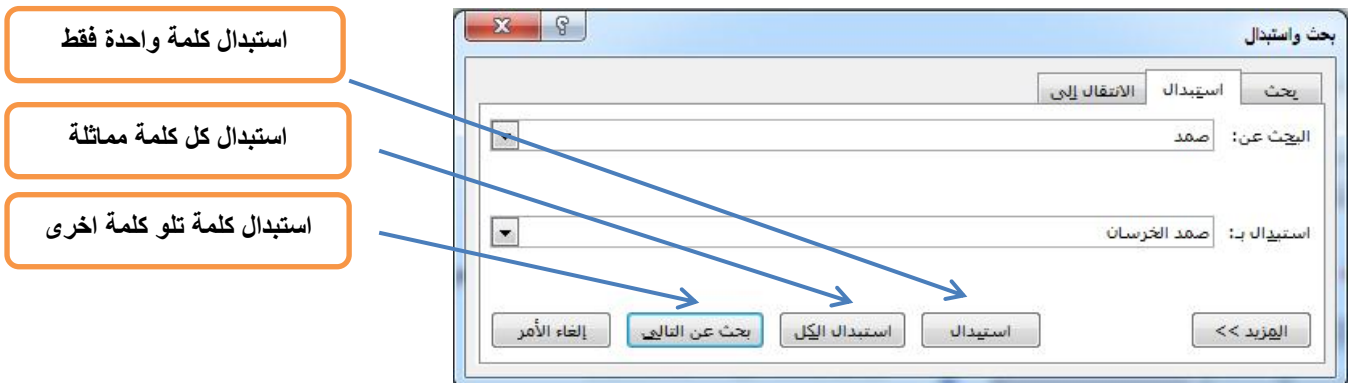 بحث واستبدال
بحث
استبدال
الانتقال إلى
البحث عن: صمد
استبدال بـ: صمد الخرسان
المزيد >>
استبدال
استبدال الكل
بحث عن التالي
إلغاء الأمر
استبدال كلمة واحدة فقط
استبدال كل كلمة مماثلة
استبدال كلمة تلو كلمة اخرى